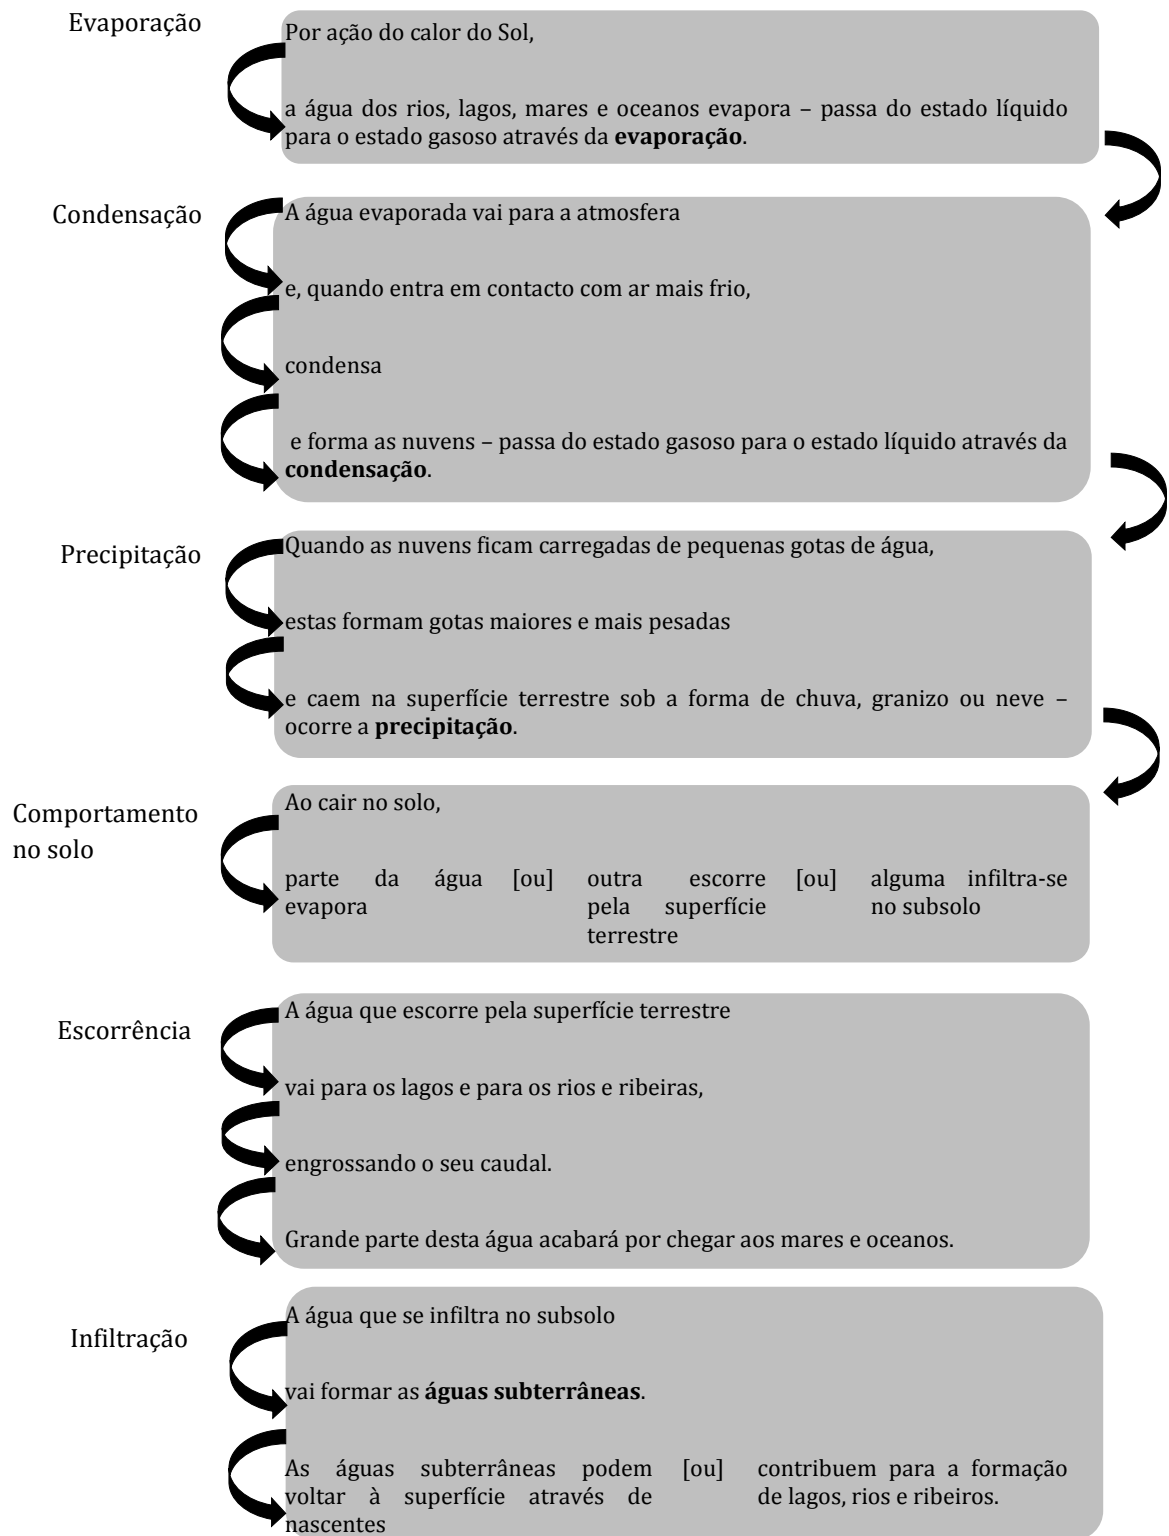 Evaporação
Por ação do calor do Sol,
a água dos rios, lagos, mares e oceanos evapora – passa do estado líquido
para o estado gasoso através da evaporação.
Condensação
A água evaporada vai para a atmosfera
e, quando entra em contacto com ar mais frio,
condensa
e forma as nuvens – passa do estado gasoso para o estado líquido através da
condensação.
Precipitação
Quando as nuvens ficam carregadas de pequenas gotas de água,
estas formam gotas maiores e mais pesadas
e caem na superfície terrestre sob a forma de chuva, granizo ou neve –
ocorre a precipitação.
Comportamento
no solo
Ao cair no solo,
parte da água
evapora
[ou]
outra escorre
pela superfície
terrestre
[ou]
alguma infiltra-se
no subsolo
Escorrência
A água que escorre pela superfície terrestre
vai para os lagos e para os rios e ribeiras,
engrossando o seu caudal.
Grande parte desta água acabará por chegar aos mares e oceanos.
Infiltração
A água que se infiltra no subsolo
vai formar as águas subterrâneas.
As águas subterrâneas podem
voltar à superfície através de
nascentes
[ou]
contribuem para a formação
de lagos, rios e ribeiros.